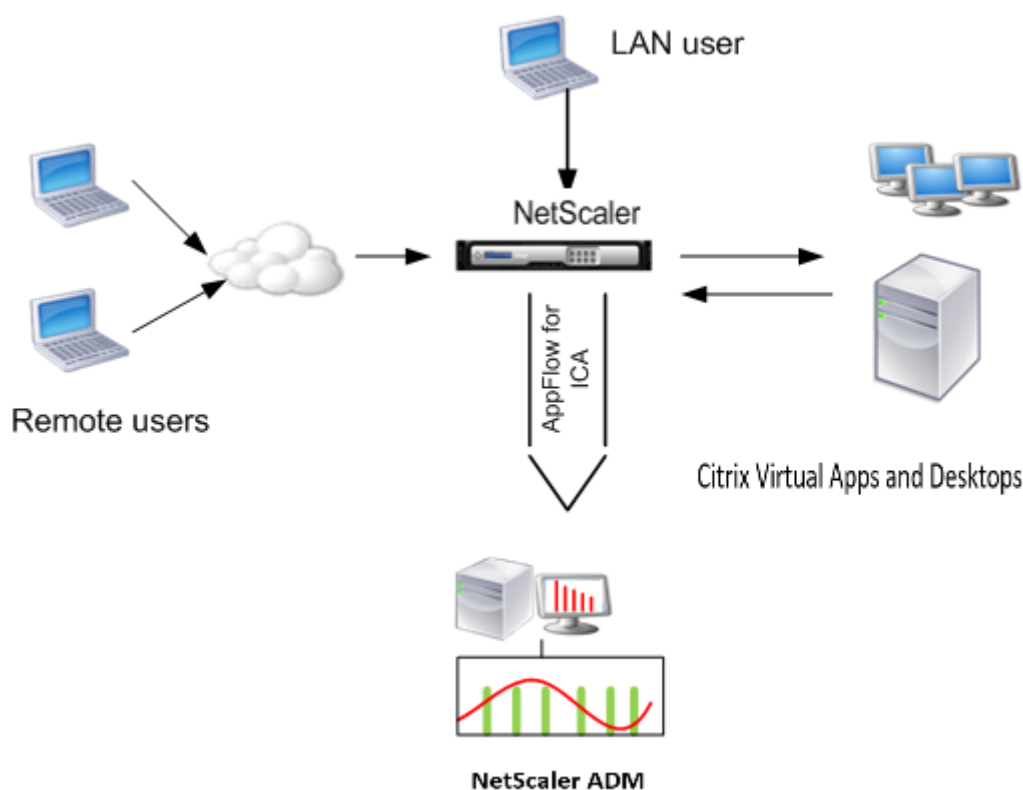 LAN user
NetScaler
Remote users
AppFlow for
ICA
Citrix Virtual Apps and Desktops
NetScaler ADM